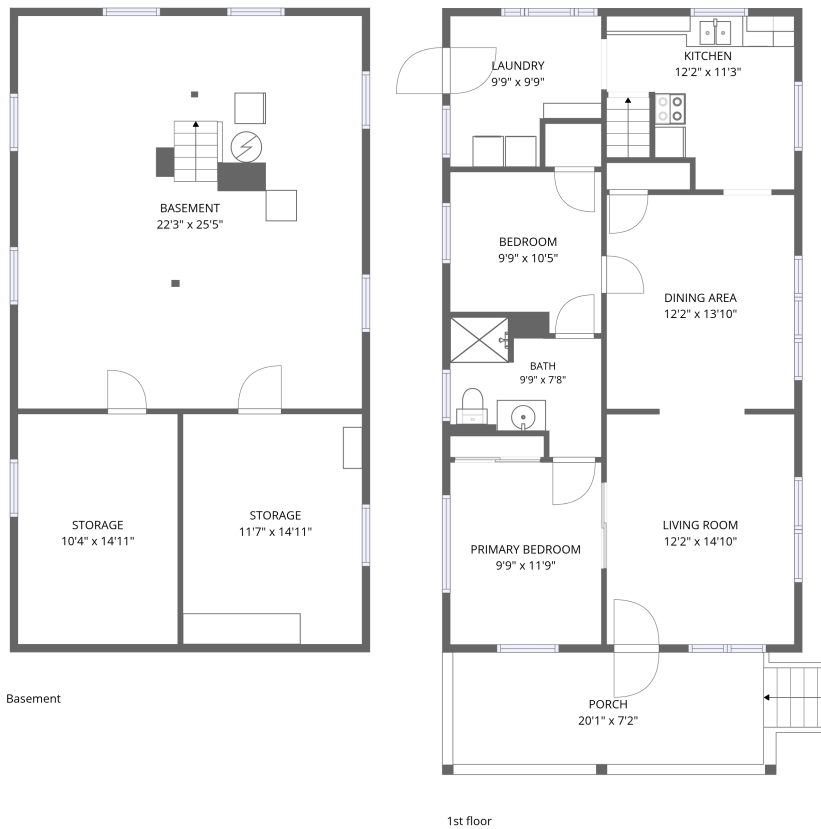 BASEMENT
22'3" x 25'5"
STORAGE
10'4" x 14'11"
STORAGE
11'7" x 14'11"
Basement
LAUNDRY
9'9" x 9'9"
KITCHEN
12'2" x 11'3"
BEDROOM
9'9" x 10'5"
DINING AREA
12'2" x 13'10"
BATH
9'9" x 7'8"
PRIMARY BEDROOM
9'9" x 11'9"
LIVING ROOM
12'2" x 14'10"
PORCH
20'1" x 7'2"
1st floor